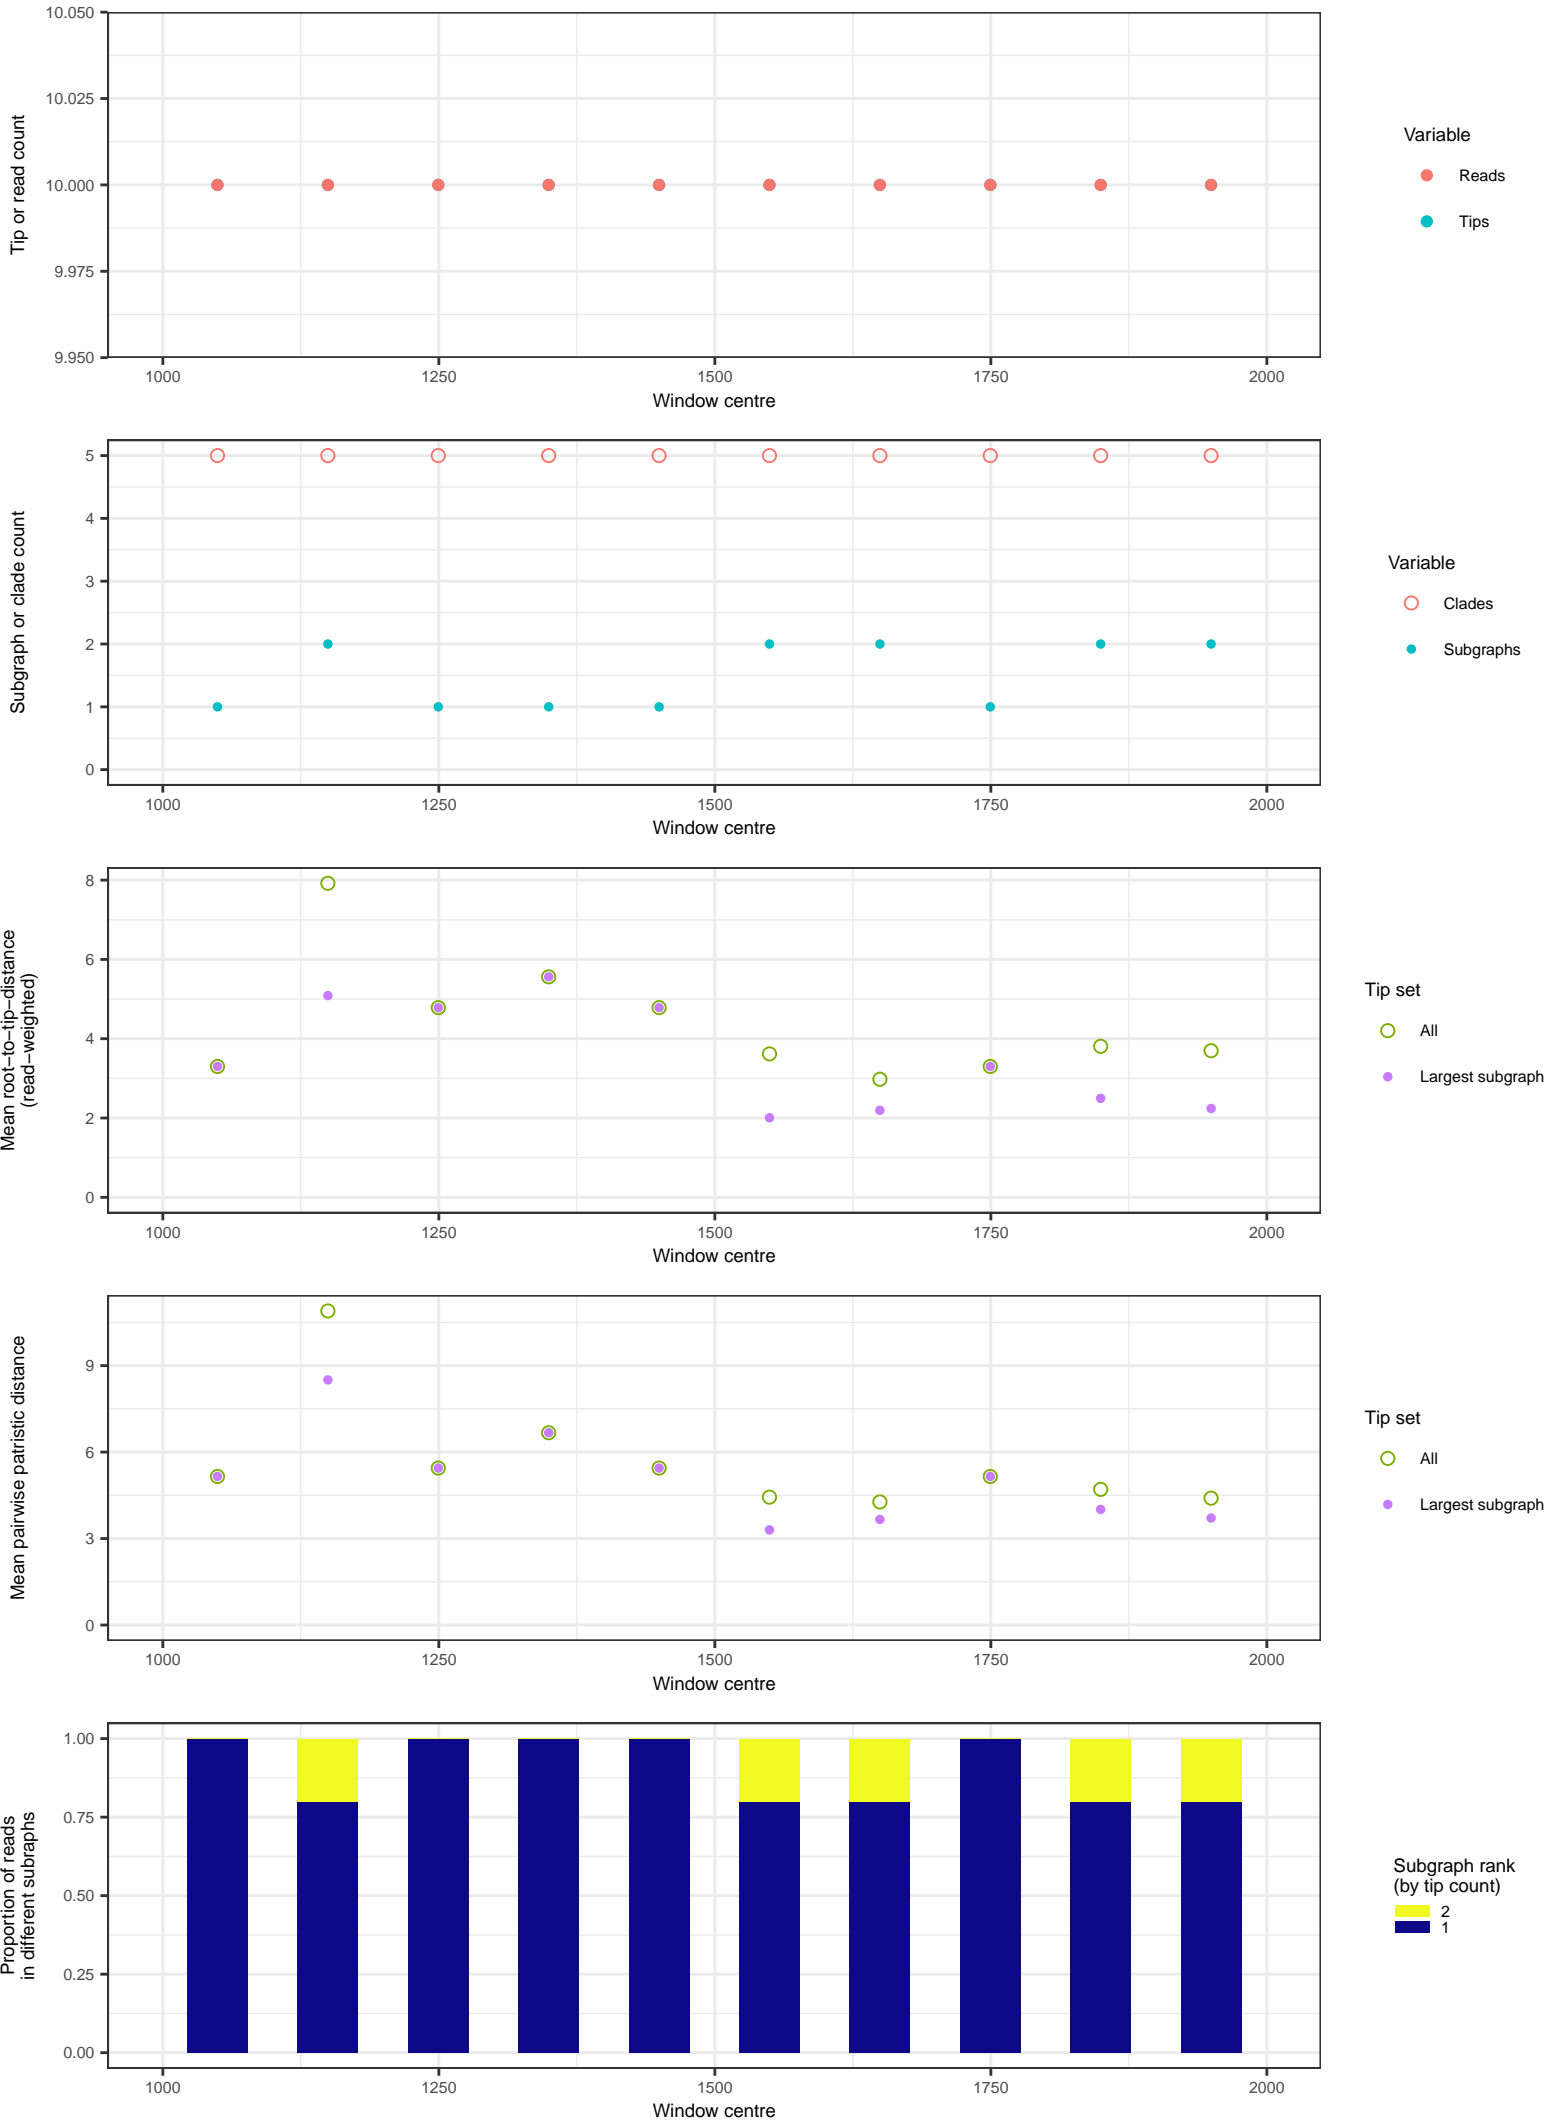 10.050
10.025
10.000
9.975
9.950
Tip or read count
1000 1250 1500 1750 2000
Window centre
Variable
Reads
Tips
5
4
3
2
1
0
Subgraph or clade count
1000 1250 1500 1750 2000
Window centre
Variable
Clades
Subgraphs
8
6
4
2
0
Mean root−to−tip−distance
(read−weighted)
1000 1250 1500 1750 2000
Window centre
Tip set
All
Largest subgraph
9
6
3
0
Mean pairwise patristic distance
1000 1250 1500 1750 2000
Window centre
Tip set
All
Largest subgraph
1.00
0.75
0.50
0.25
0.00
Proportion of reads
in different subraphs
1000 1250 1500 1750 2000
Window centre
Subgraph rank
(by tip count)
2
1